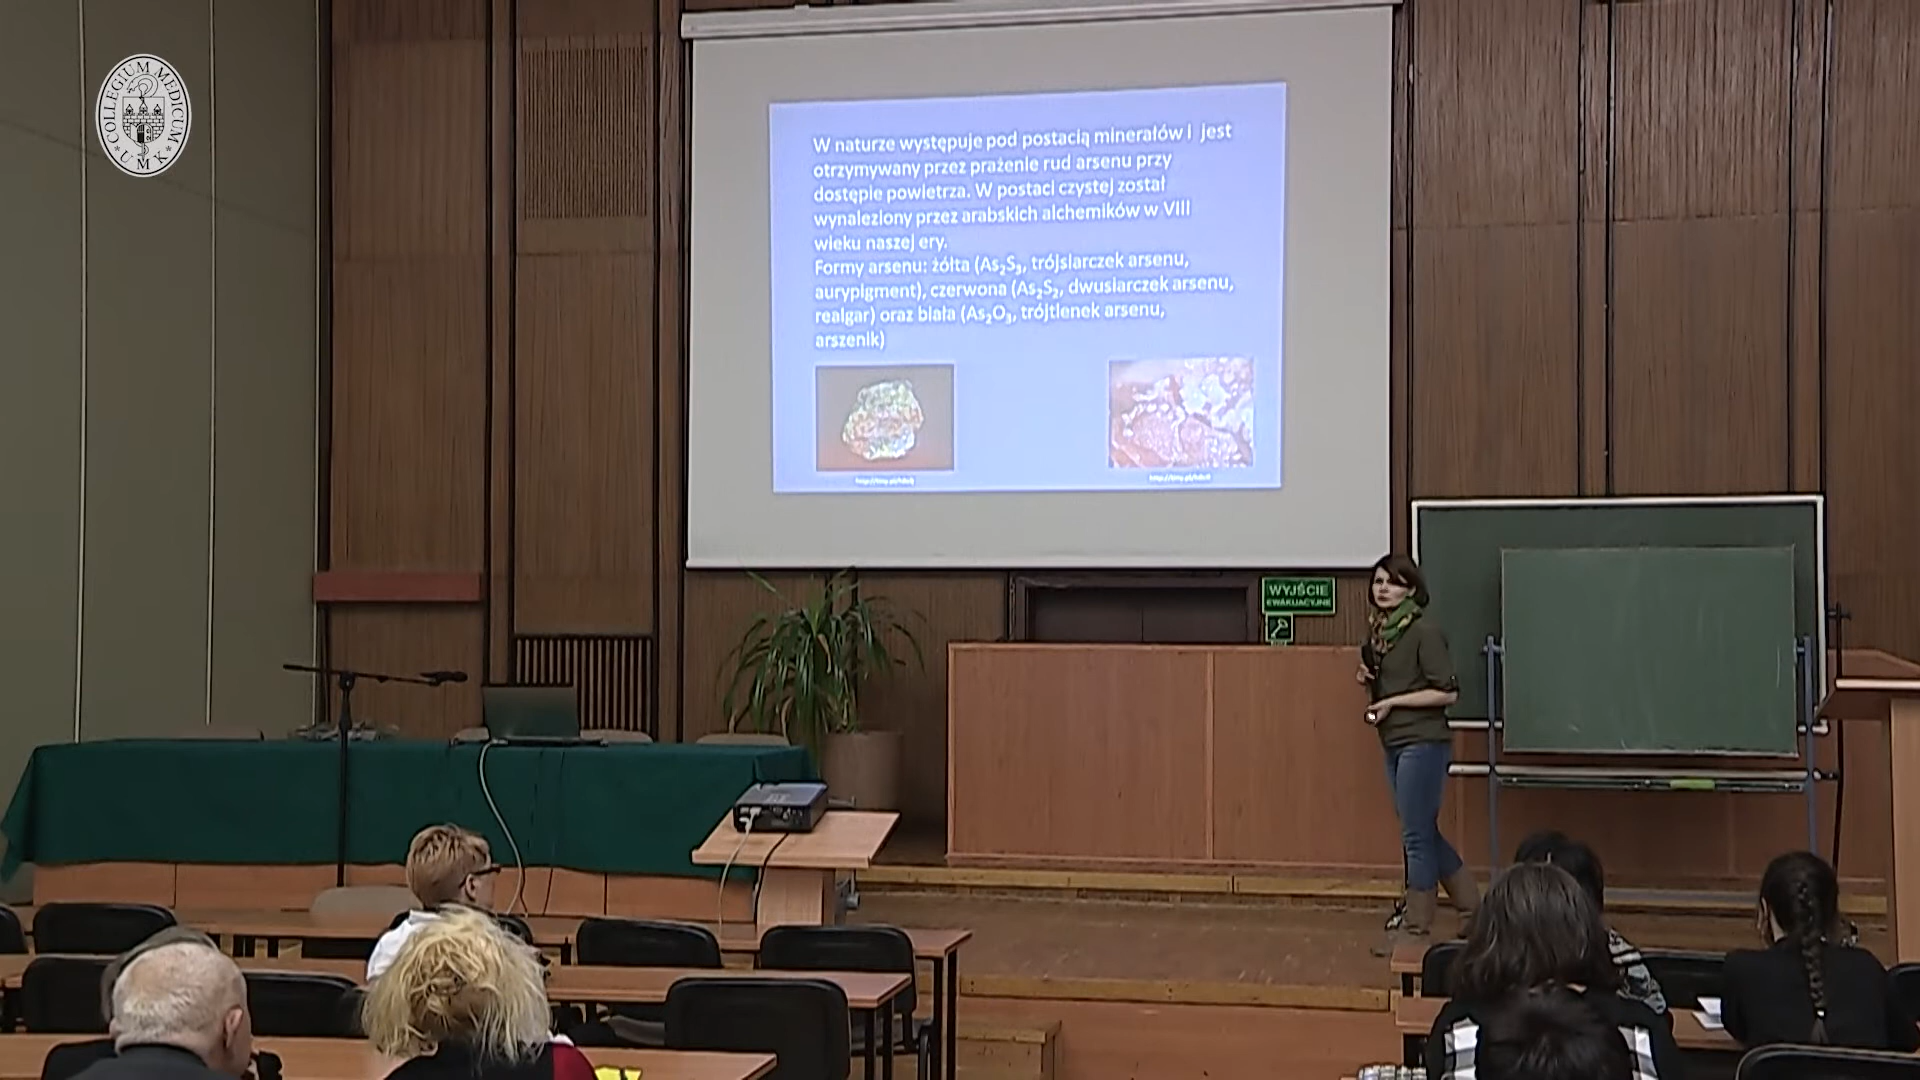 COLLEGIUM MEDICUM
* UMK *
W naturze występuje pod postacią minerałów i jest
otrzymywany przez prażenie rud arsenu przy
dostępie powietrza. W postaci czystej został
wynaleziony przez arabskich alchemików w VIII
wieku naszej ery.
Formy arsenu: żółta (As₂S₃, trójsiarczek arsenu,
aurypigment), czerwona (As₂S₂, dwusiarczek arsenu,
realgar) oraz biała (As₂O₃, trójtlenek arsenu,
arszenik)
WYJŚCIE
EWAKUACYJNE